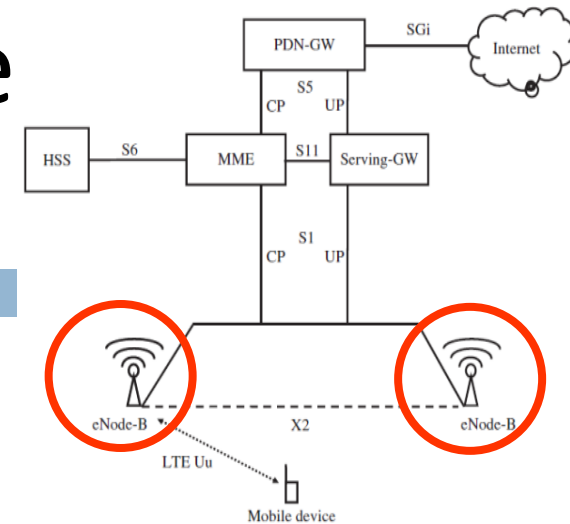 e
SGi
PDN-GW
Internet
S5
CP UP
HSS
S6
MME
S11
Serving-GW
S1
CP UP
eNode-B
X2
eNode-B
LTE Uu
Mobile device